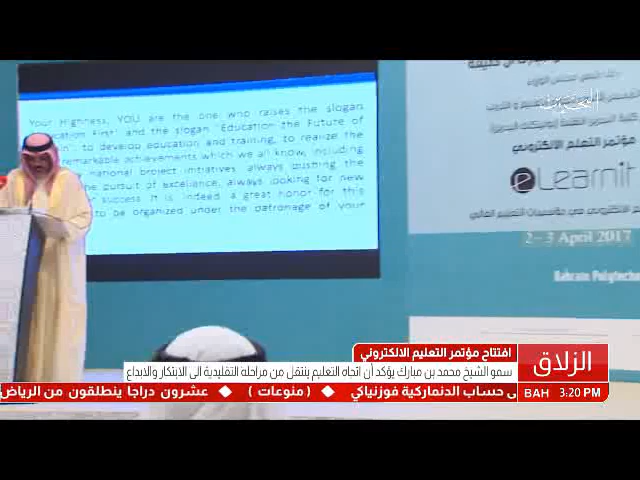 Your Highness, YOU are the one who raises the slogan
ucation First' and the slogan "Education the Future of
to develop education and training, to realize the
remarkable achievements which we all know, including
national project initiatives always pushing the
the pursuit of excellence, always looking for new
success. It is indeed a great honor for this
to be organized under the patronage of your
مؤتمر التعلم الالكتروني
eLearnit
2-3 April 2017
Bahrain Polytechn
افتتاح مؤتمر التعليم الالكتروني
سمو الشيخ محمد بن مبارك يؤكد أن اتجاه التعليم ينتقل من مراحله التقليدية الى الابتكار والابداع
الزلاق
BAH 3:20 PM
ى حساب الدنماركية فوزنياكي ◆ ( منوعات ) ◆ عشرون دراجا ينطلقون من الرياض